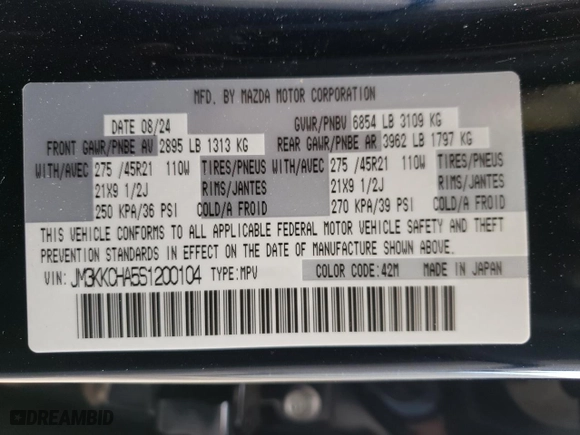 MFD. BY MAZDA MOTOR CORPORATION
DATE 08/24 GVWR/PNBV 6854 LB 3109 KG
FRONT GAWR/PNBE AV 2895 LB 1313 KG REAR GAWR/PNBE AR 3962 LB 1797 KG
WITH/AVEC 275 /45R21 110W TIRES/PNEUS WITH/AVEC 275 /45R21 110W TIRES/PNEUS
21X9 1/2J RIMS/JANTES 21X9 1/2J RIMS/JANTES
250 KPA/36 PSI COLD/A FROID 270 KPA/39 PSI COLD/A FROID
THIS VEHICLE CONFORMS TO ALL APPLICABLE FEDERAL MOTOR VEHICLE SAFETY AND THEFT
PREVENTION STANDARDS IN EFFECT ON THE DATE OF MANUFACTURE SHOWN ABOVE.
VIN: JM3KKCHA5S1200104 TYPE: MPV COLOR CODE: 42M MADE IN JAPAN
DREAMBID